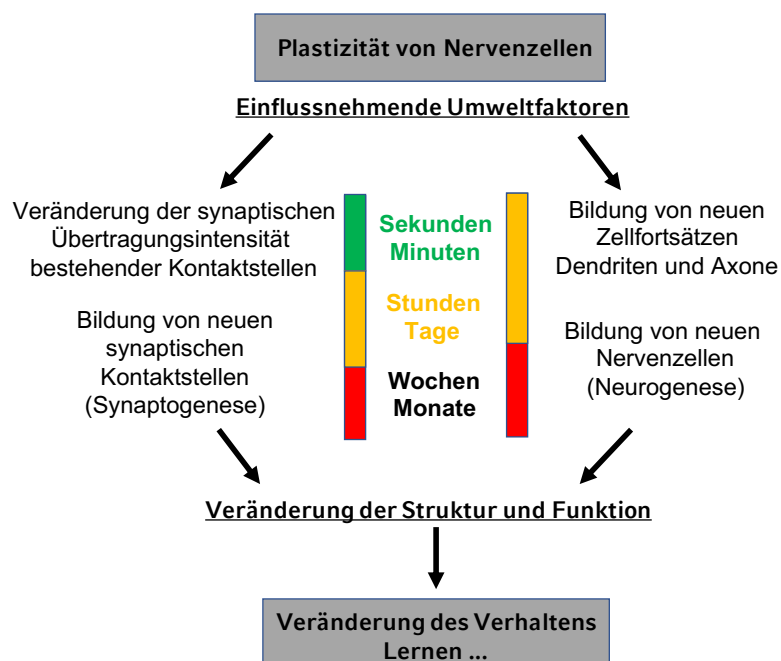 Plastizität von Nervenzellen
Einflussnehmende Umweltfaktoren
Veränderung der synaptischen
Übertragungsintensität
bestehender Kontaktstellen
Bildung von neuen
synaptischen
Kontaktstellen
(Synaptogenese)
Sekunden
Minuten
Stunden
Tage
Wochen
Monate
Bildung von neuen
Zellfortsätzen
Dendriten und Axone
Bildung von neuen
Nervenzellen
(Neurogenese)
Veränderung der Struktur und Funktion
Veränderung des Verhaltens
Lernen ...